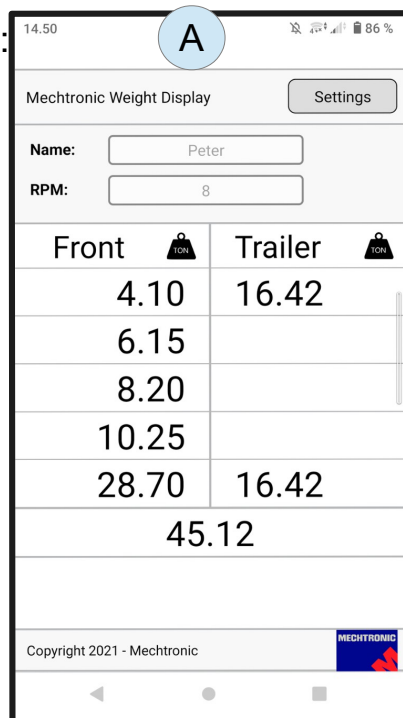 :
A
14.50 86 %
Mechtronic Weight Display Settings
Name: Peter
RPM: 8
Front TON Trailer TON
4.10 16.42
6.15
8.20
10.25
28.70 16.42
45.12
Copyright 2021 - Mechtronic MECHTRONIC